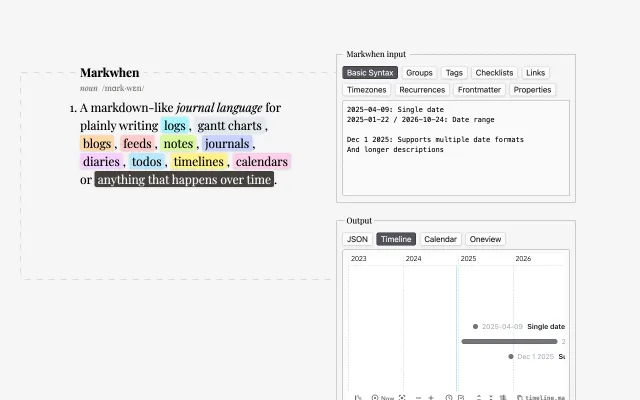 Markwhen
noun /mɑrk·wɛn/
1. A markdown-like journal language for
plainly writing logs , gantt charts ,
blogs , feeds , notes , journals ,
diaries , todos , timelines , calendars
or anything that happens over time .
Markwhen input
Basic Syntax Groups Tags Checklists Links
Timezones Recurrences Frontmatter Properties
2025-04-09: Single date
2025-01-22 / 2026-10-24: Date range
Dec 1 2025: Supports multiple date formats
And longer descriptions
Output
JSON Timeline Calendar Oneview
2023 2024 2025 2026
2025-04-09 Single date
2
Dec 1 2025 Su
Now timeline.ma